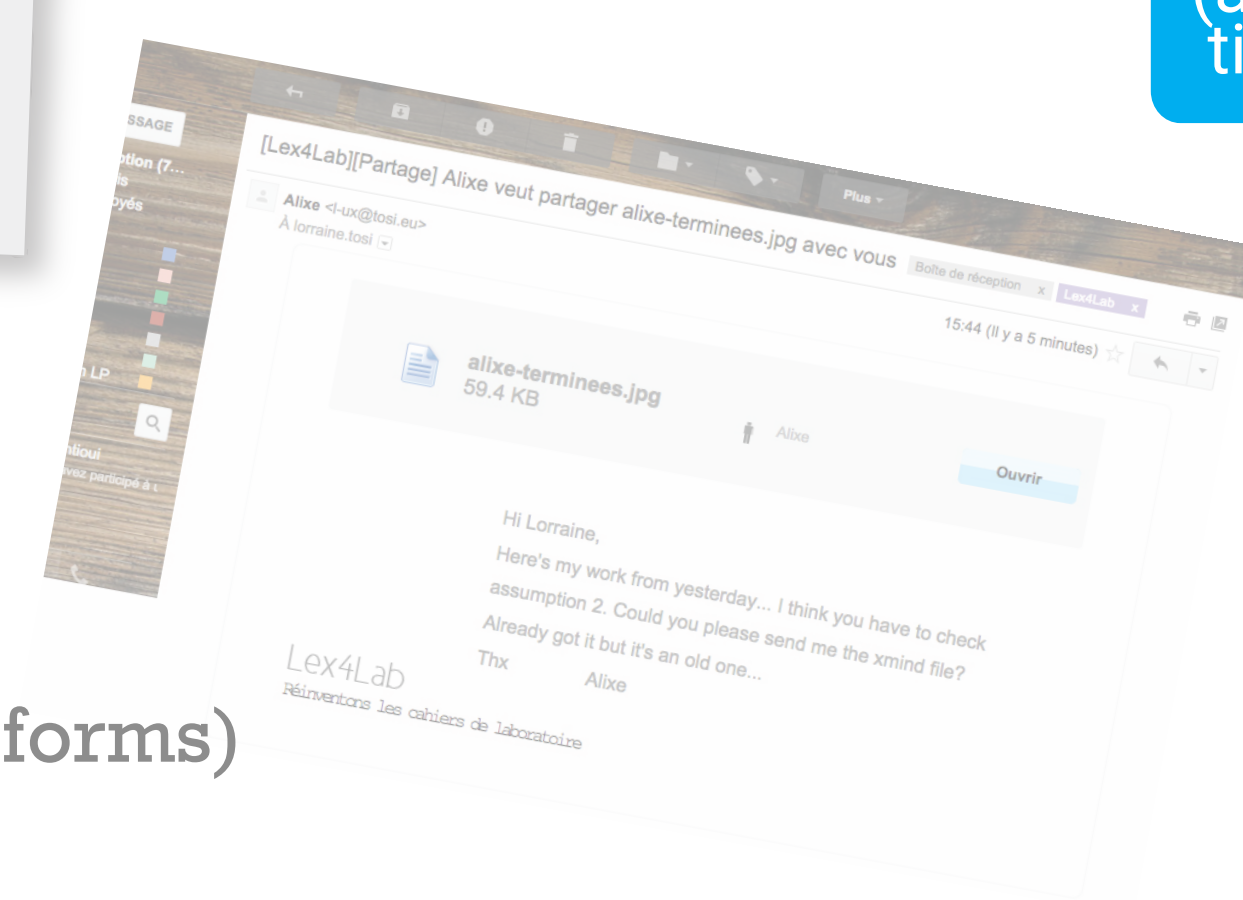 (a
ti
SSAGE
ption (7...
is
oyés
Plus
[Lex4Lab][Partage] Alixe veut partager alixe-terminees.jpg avec vous
Boîte de réception x
Lex4Lab x
Alixe <l-ux@tosi.eu>
À lorraine.tosi
15:44 (Il y a 5 minutes)
alixe-terminees.jpg
59.4 KB
Alixe
Ouvrir
LP
ntioui
vez participé à
Hi Lorraine,
Here's my work from yesterday... I think you have to check
assumption 2. Could you please send me the xmind file?
Already got it but it's an old one...
Thx
Alixe
Lex4Lab
Réinventons les cahiers de laboratoire
forms)